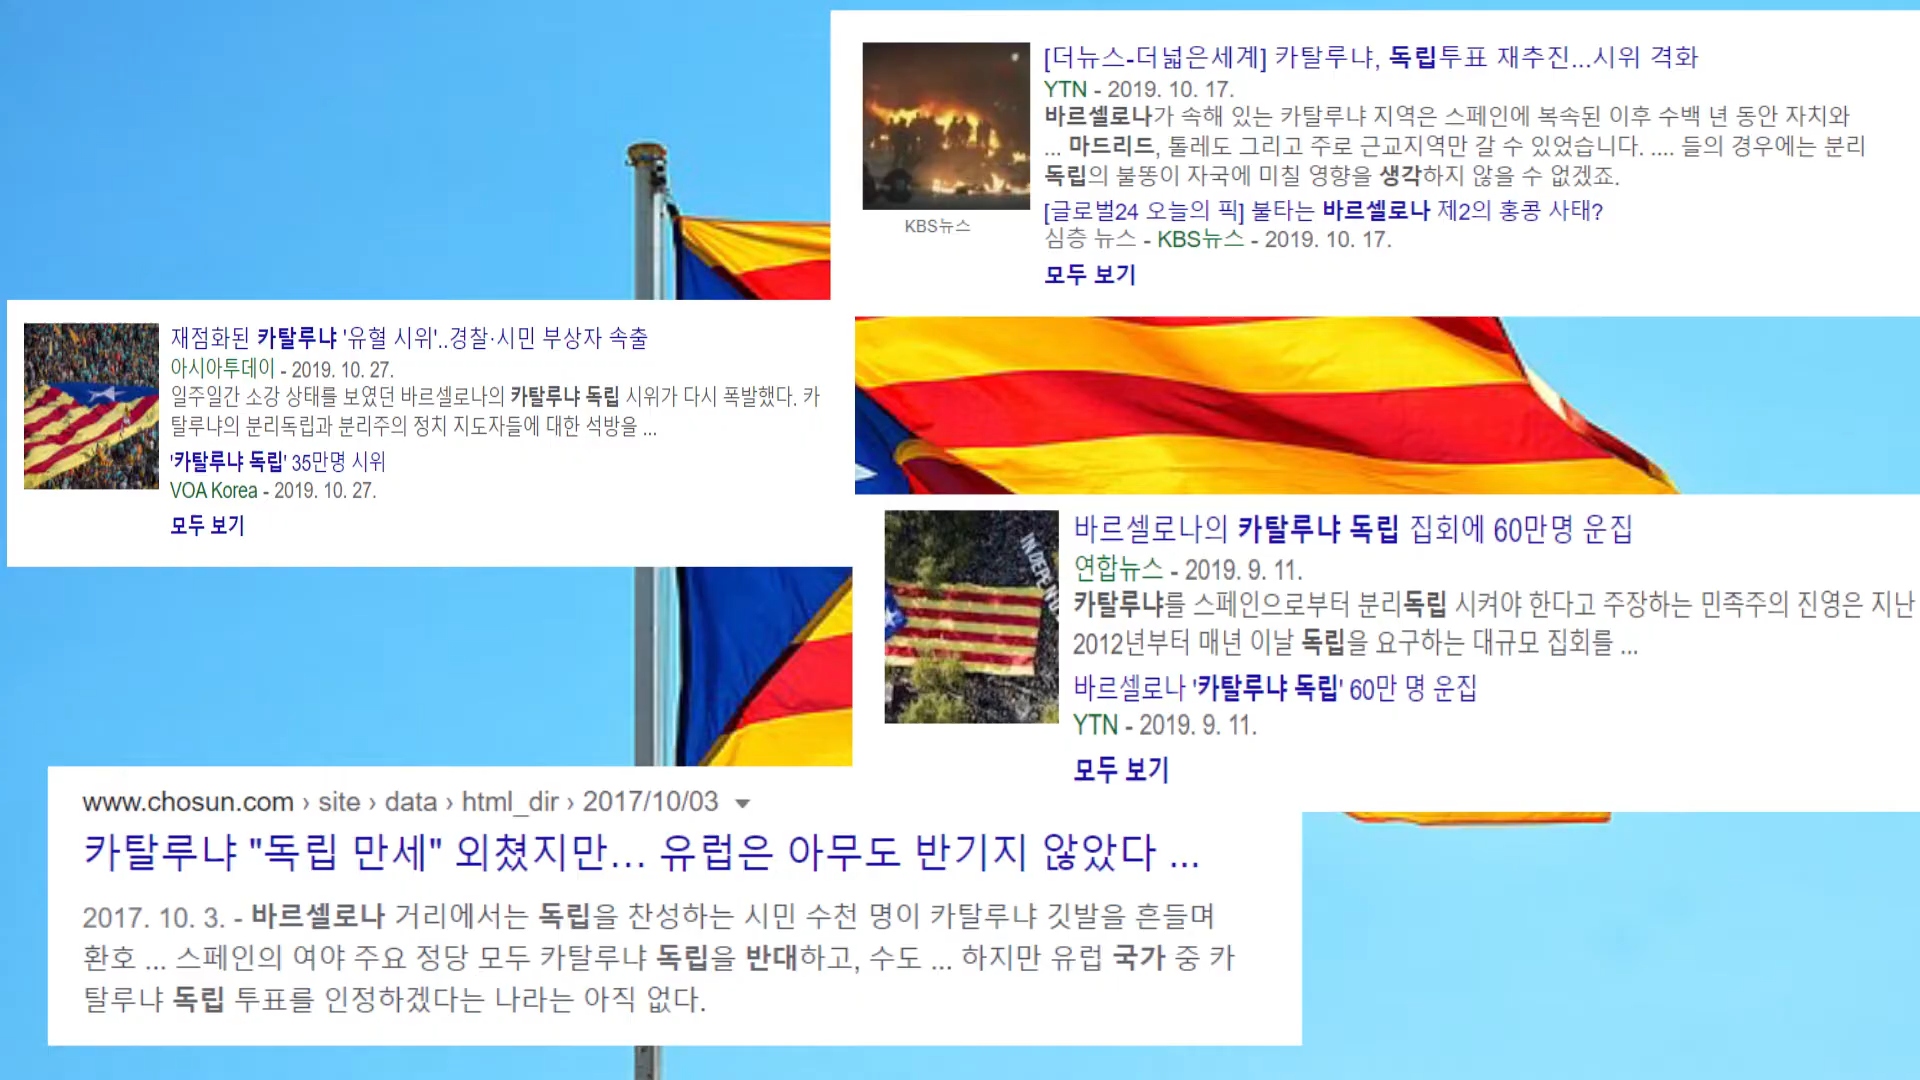 [더뉴스-더넓은세계] 카탈루냐, 독립투표 재추진...시위 격화
YTN - 2019. 10. 17.
바르셀로나가 속해 있는 카탈루냐 지역은 스페인에 복속된 이후 수백 년 동안 자치와
... 마드리드, 톨레도 그리고 주로 근교지역만 갈 수 있었습니다. .... 들의 경우에는 분리
독립의 불똥이 자국에 미칠 영향을 생각하지 않을 수 없겠죠.
KBS뉴스
[글로벌24 오늘의 픽] 불타는 바르셀로나 제2의 홍콩 사태?
심층 뉴스 - KBS뉴스 - 2019. 10. 17.
모두 보기
재점화된 카탈루냐 '유혈 시위'..경찰·시민 부상자 속출
아시아투데이 - 2019. 10. 27.
일주일간 소강 상태를 보였던 바르셀로나의 카탈루냐 독립 시위가 다시 폭발했다. 카
탈루냐의 분리독립과 분리주의 정치 지도자들에 대한 석방을 ...
'카탈루냐 독립' 35만명 시위
VOA Korea - 2019. 10. 27.
모두 보기
바르셀로나의 카탈루냐 독립 집회에 60만명 운집
연합뉴스 - 2019. 9. 11.
카탈루냐를 스페인으로부터 분리독립 시켜야 한다고 주장하는 민족주의 진영은 지난
2012년부터 매년 이날 독립을 요구하는 대규모 집회를 ...
바르셀로나 '카탈루냐 독립' 60만 명 운집
YTN - 2019. 9. 11.
모두 보기
www.chosun.com › site › data › html_dir › 2017/10/03
카탈루냐 "독립 만세" 외쳤지만... 유럽은 아무도 반기지 않았다 ...
2017. 10. 3. - 바르셀로나 거리에서는 독립을 찬성하는 시민 수천 명이 카탈루냐 깃발을 흔들며
환호 ... 스페인의 여야 주요 정당 모두 카탈루냐 독립을 반대하고, 수도 ... 하지만 유럽 국가 중 카
탈루냐 독립 투표를 인정하겠다는 나라는 아직 없다.